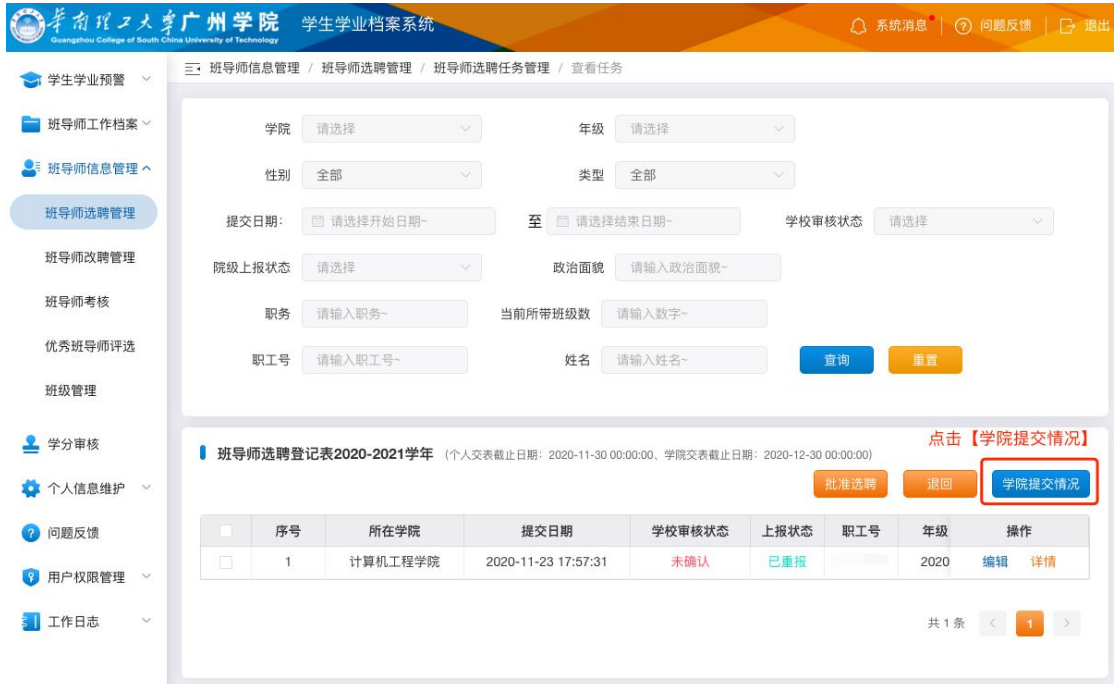 华南理工大学广州学院 学生学业档案系统 系统消息 | 问题反馈 | 退出
Guangzhou College of South China University of Technology
班导师信息管理 / 班导师选聘管理 / 班导师选聘任务管理 / 查看任务
学生学业预警
班导师工作档案
班导师信息管理
班导师选聘管理
班导师改聘管理
班导师考核
优秀班导师评选
班级管理
学分审核
个人信息维护
问题反馈
用户权限管理
工作日志
学院 请选择 年级 请选择
性别 全部 类型 全部
提交日期: 请选择开始日期~ 至 请选择结束日期~ 学校审核状态 请选择
院级上报状态 请选择 政治面貌 请输入政治面貌~
职务 请输入职务~ 当前所带班级数 请输入数字~
职工号 请输入职工号~ 姓名 请输入姓名~ 查询 重置
点击【学院提交情况】
班导师选聘登记表2020-2021学年 (个人交表截止日期: 2020-11-30 00:00:00、学院交表截止日期: 2020-12-30 00:00:00)
批准选聘 退回 学院提交情况
序号 所在学院 提交日期 学校审核状态 上报状态 职工号 年级 操作
1 计算机工程学院 2020-11-23 17:57:31 未确认 已重报 2020 编辑 详情
共 1 条 < 1 >